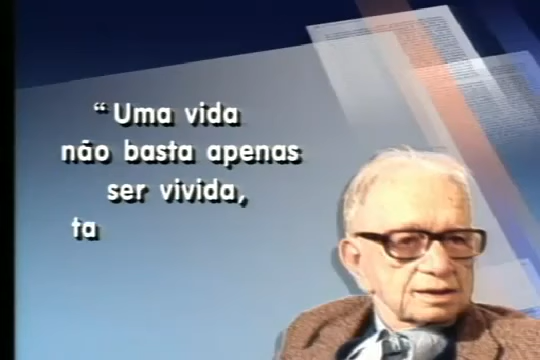 “Uma vida
não basta apenas
ser vivida,
ta